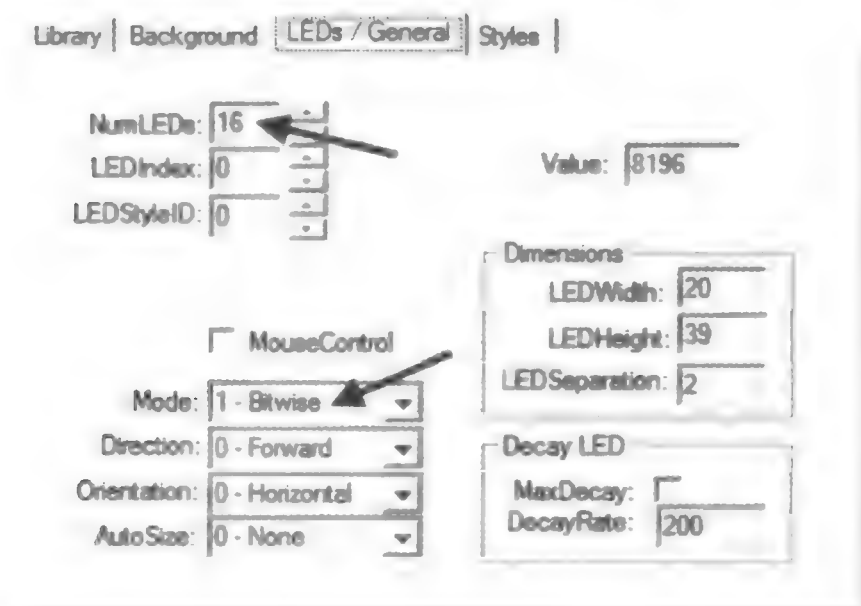 Library | Background LEDs / General Styles |
NumLEDs: 16
LEDIndex: 0
Value: 8196
LEDStyleID: 0
Dimensions
LEDWidth: 20
LEDHeight: 39
MouseControl
LEDSeparation: 2
Mode: 1 - Bitwise
Direction: 0 - Forward
Decay LED
Orientation: 0 - Horizontal
MaxDecay:
DecayRate: 200
AutoSize: 0 - None